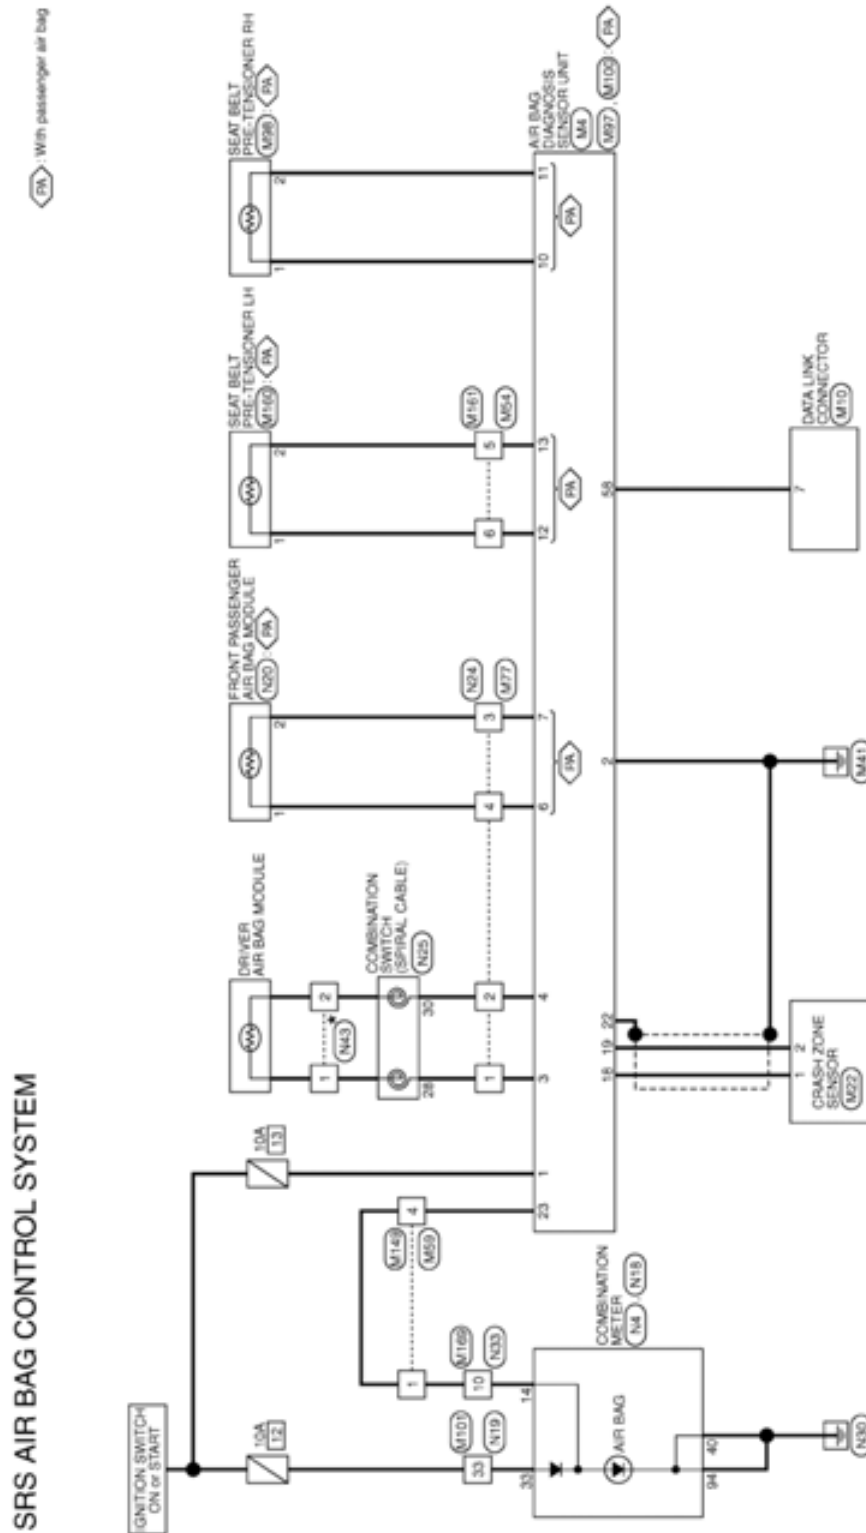 SRS AIR BAG CONTROL SYSTEM
PA : With passenger air bag
IGNITION SWITCH
ON or START
10A
12
10A
13
DRIVER
AIR BAG MODULE
1
2
N43
COMBINATION
SWITCH
(SPIRAL CABLE)
N25
28
30
1
2
3
4
FRONT PASSENGER
AIR BAG MODULE
N20 : PA
1
2
4
3
N24
M77
6
7
PA
SEAT BELT
PRE-TENSIONER LH
M160 : PA
1
2
6
5
M161
M54
12
13
PA
SEAT BELT
PRE-TENSIONER RH
M98 : PA
1
2
10
11
PA
AIR BAG
DIAGNOSIS
SENSOR UNIT
M4
M97 , M100 : PA
M149
M59
1
4
23
1
33
M101
N19
10
M169
N33
33
14
COMBINATION
METER
N4 , N18
AIR BAG
94
40
N30
18
19
22
2
58
1
2
CRASH ZONE
SENSOR
M22
M41
7
DATA LINK
CONNECTOR
M10